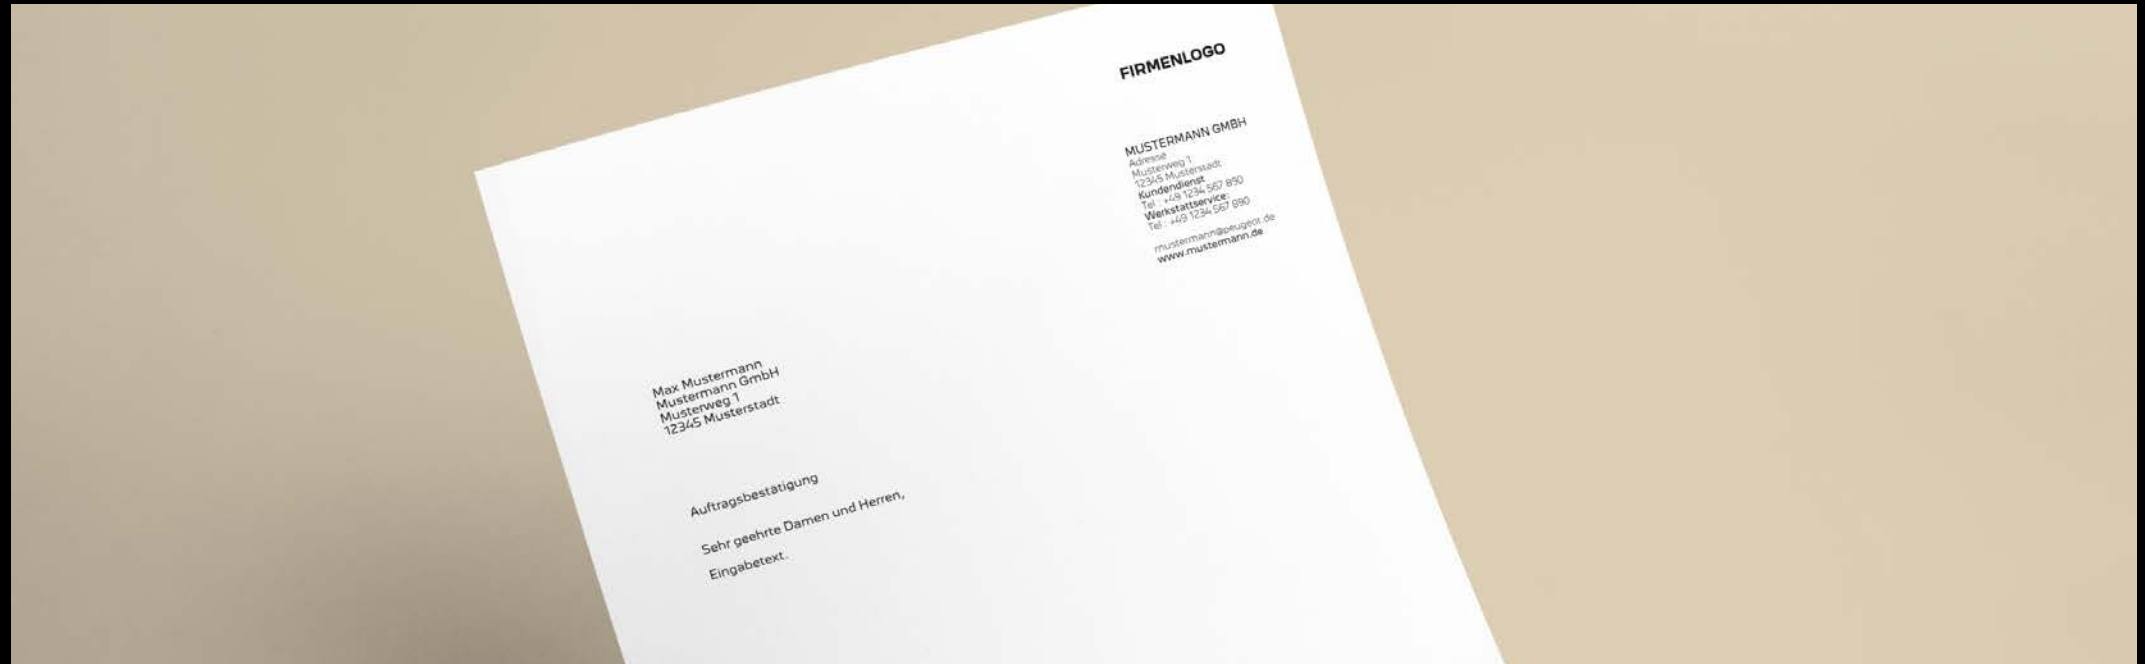 FIRMENLOGO
MUSTERMANN GMBH
Adresse
Musterweg 1
12345 Musterstadt
Kundendienst
Tel : +49 1234 567 890
Werkstattservice:
Tel : +49 1234 567 890
mustermann@peugeot.de
www.mustermann.de
Max Mustermann
Mustermann GmbH
Musterweg 1
12345 Musterstadt
Auftragsbestätigung
Sehr geehrte Damen und Herren,
Eingabetext.